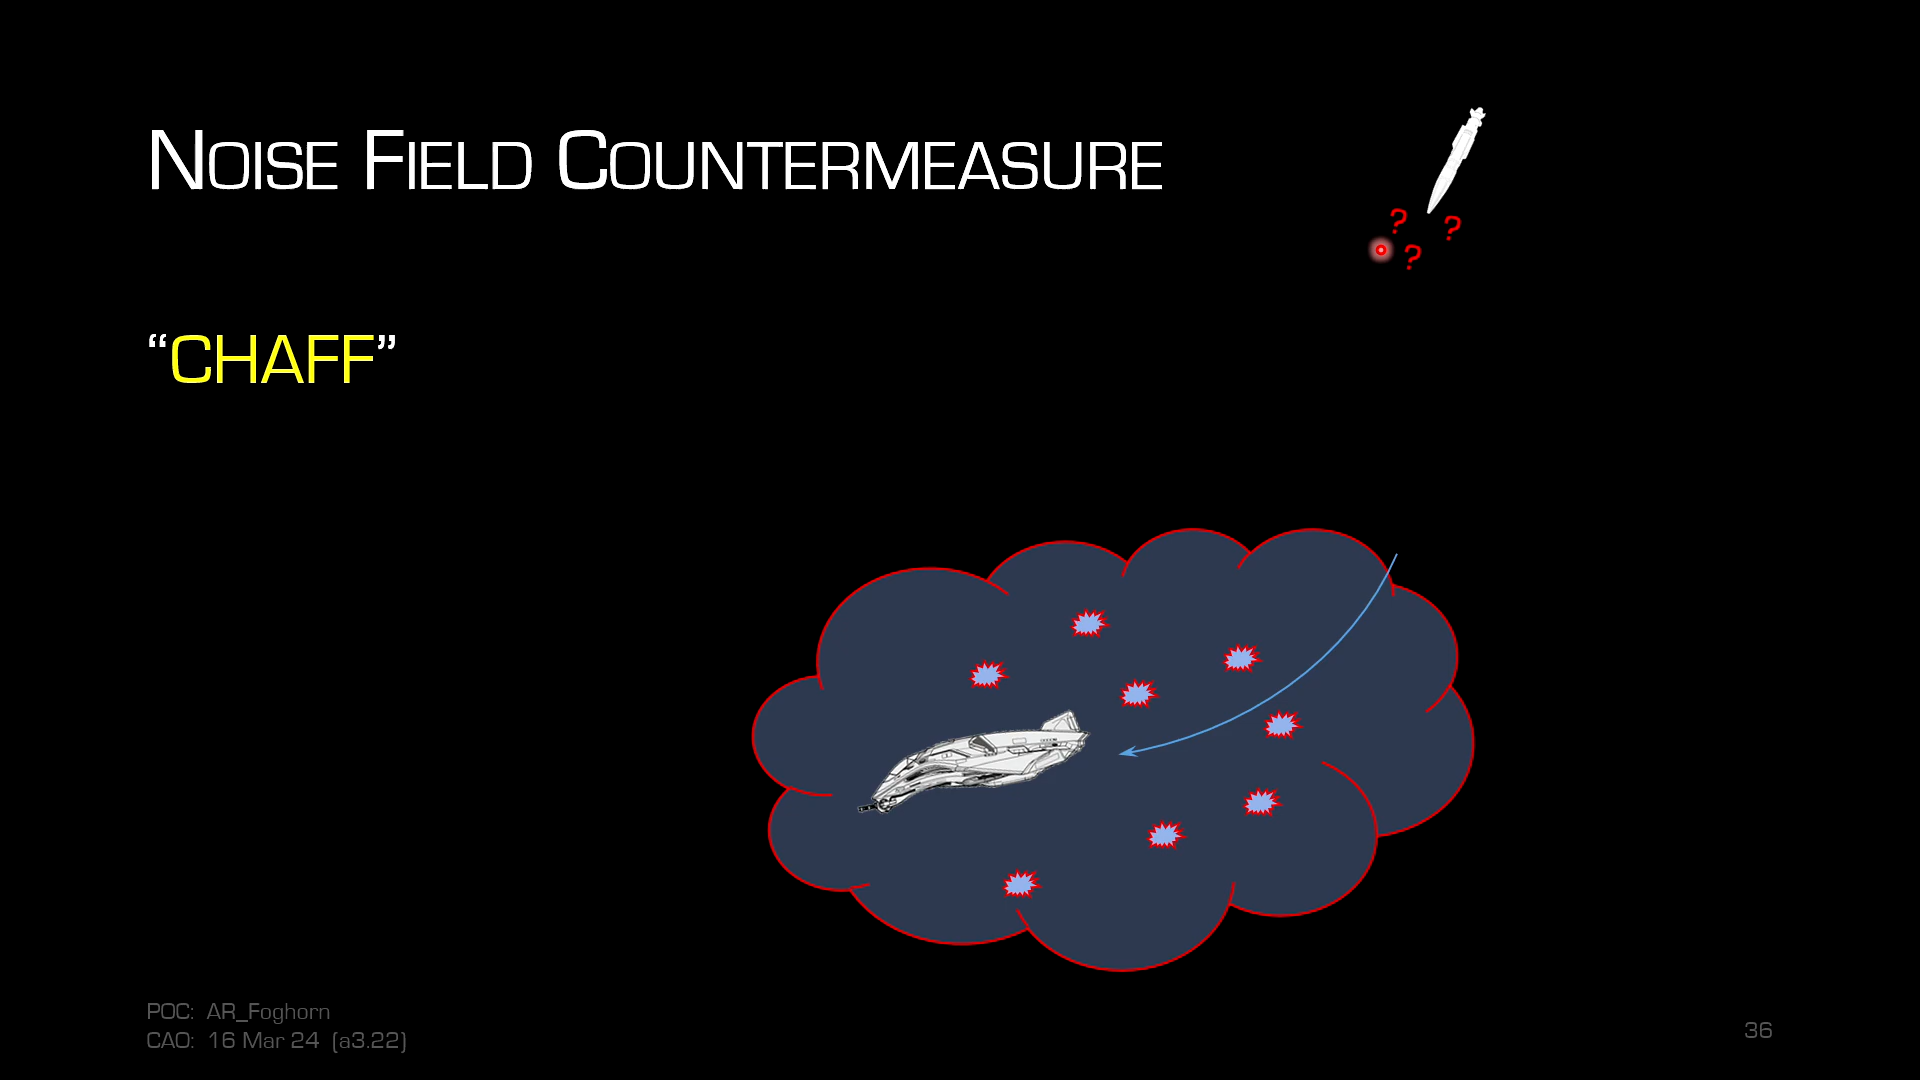 Noise Field Countermeasure
? ?
?
“CHAFF”
POC: AR_Foghorn
CAO: 16 Mar 24 (a3.22)
36